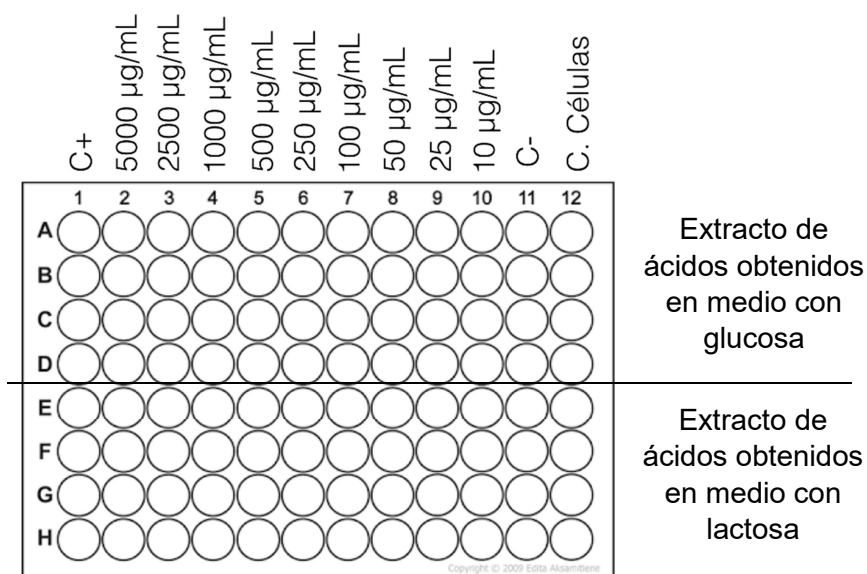 C+
5000 µg/mL
2500 µg/mL
1000 µg/mL
500 µg/mL
250 µg/mL
100 µg/mL
50 µg/mL
25 µg/mL
10 µg/mL
C-
C. Células
1 2 3 4 5 6 7 8 9 10 11 12
A
B
C
D
E
F
G
H
Extracto de
ácidos obtenidos
en medio con
glucosa
Extracto de
ácidos obtenidos
en medio con
lactosa
Copyright © 2009 Edita Aksamitiene